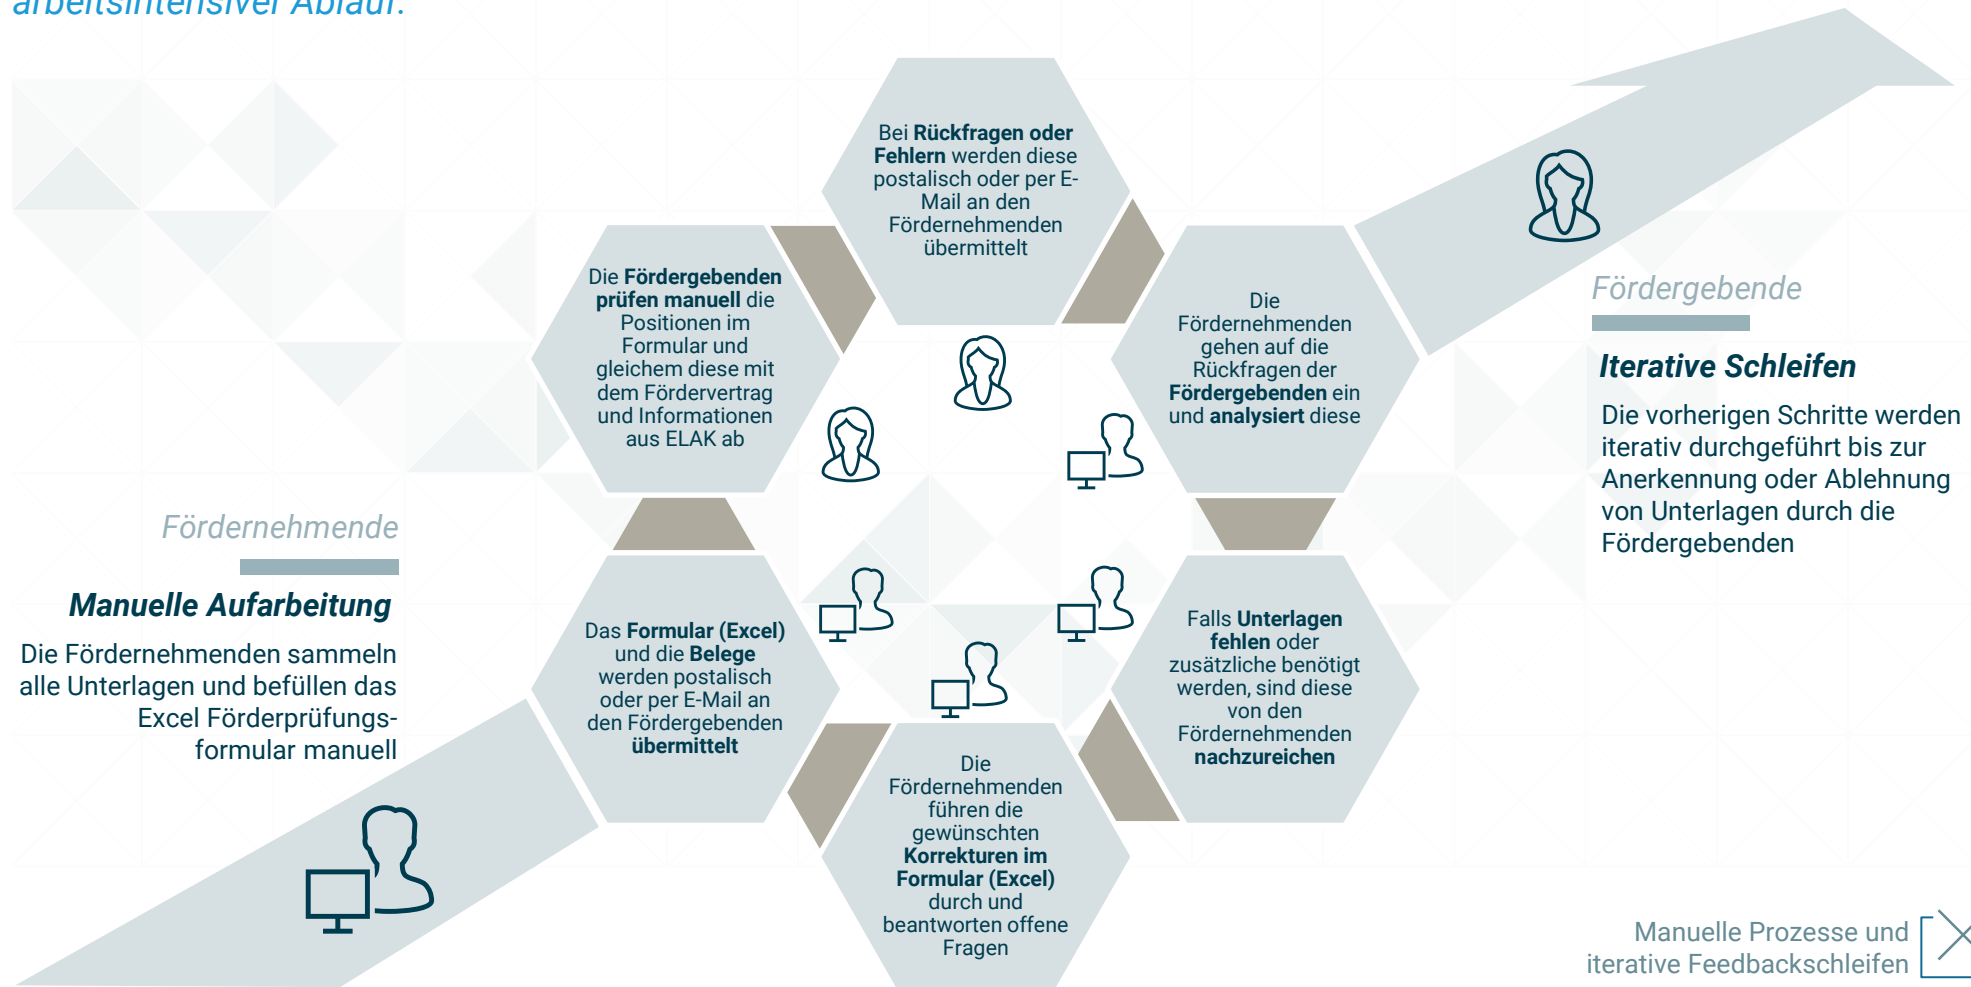 arbeitsintensiver Ablauf.
Bei Rückfragen oder
Fehlern werden diese
postalisch oder per E-
Mail an den
Fördernehmenden
übermittelt
Die Fördergebenden
prüfen manuell die
Positionen im
Formular und
gleichem diese mit
dem Fördervertrag
und Informationen
aus ELAK ab
Die
Fördernehmenden
gehen auf die
Rückfragen der
Fördergebenden ein
und analysiert diese
Fördergebende
Iterative Schleifen
Die vorherigen Schritte werden
iterativ durchgeführt bis zur
Anerkennung oder Ablehnung
von Unterlagen durch die
Fördergebenden
Fördernehmende
Manuelle Aufarbeitung
Die Fördernehmenden sammeln
alle Unterlagen und befüllen das
Excel Förderprüfungs-
formular manuell
Das Formular (Excel)
und die Belege
werden postalisch
oder per E-Mail an
den Fördergebenden
übermittelt
Falls Unterlagen
fehlen oder
zusätzliche benötigt
werden, sind diese
von den
Fördernehmenden
nachzureichen
Die
Fördernehmenden
führen die
gewünschten
Korrekturen im
Formular (Excel)
durch und
beantworten offene
Fragen
Manuelle Prozesse und
iterative Feedbackschleifen